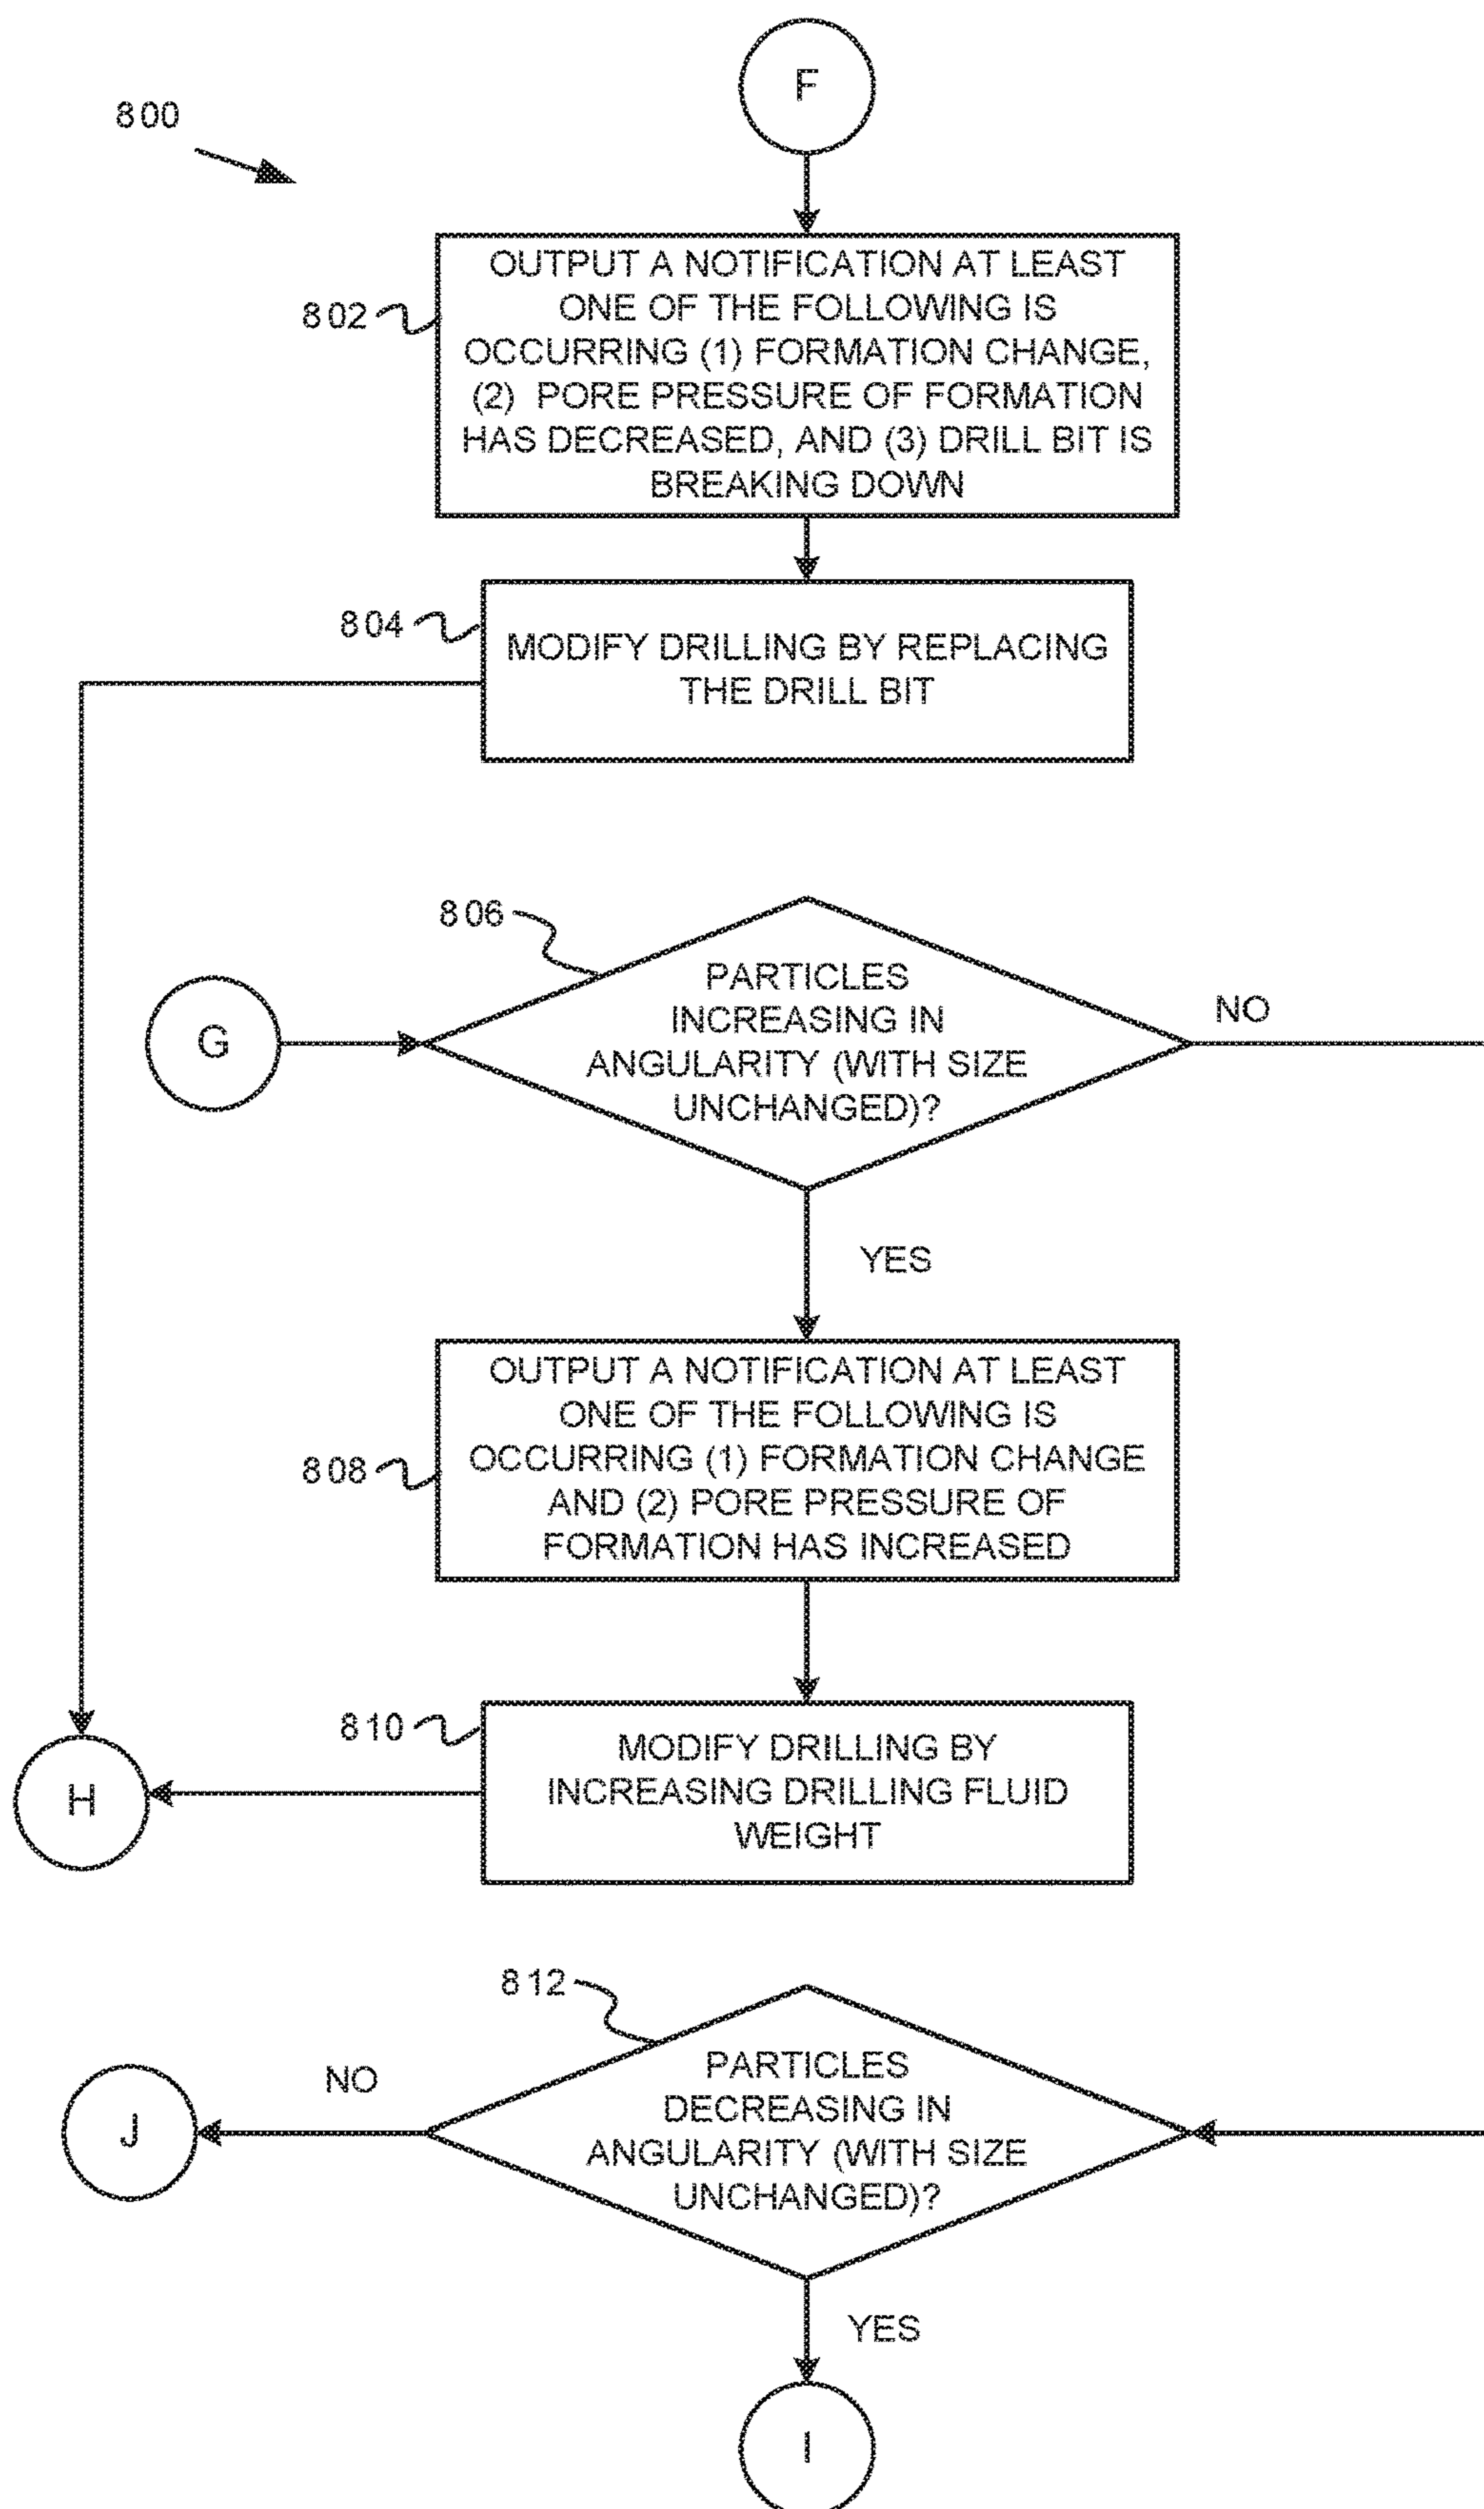 F
800
802
OUTPUT A NOTIFICATION AT LEAST
ONE OF THE FOLLOWING IS
OCCURRING (1) FORMATION CHANGE,
(2) PORE PRESSURE OF FORMATION
HAS DECREASED, AND (3) DRILL BIT IS
BREAKING DOWN
804
MODIFY DRILLING BY REPLACING
THE DRILL BIT
806
G
PARTICLES
INCREASING IN
ANGULARITY (WITH SIZE
UNCHANGED)?
NO
YES
808
OUTPUT A NOTIFICATION AT LEAST
ONE OF THE FOLLOWING IS
OCCURRING (1) FORMATION CHANGE
AND (2) PORE PRESSURE OF
FORMATION HAS INCREASED
810
H
MODIFY DRILLING BY
INCREASING DRILLING FLUID
WEIGHT
812
NO
J
PARTICLES
DECREASING IN
ANGULARITY (WITH SIZE
UNCHANGED)?
YES
I